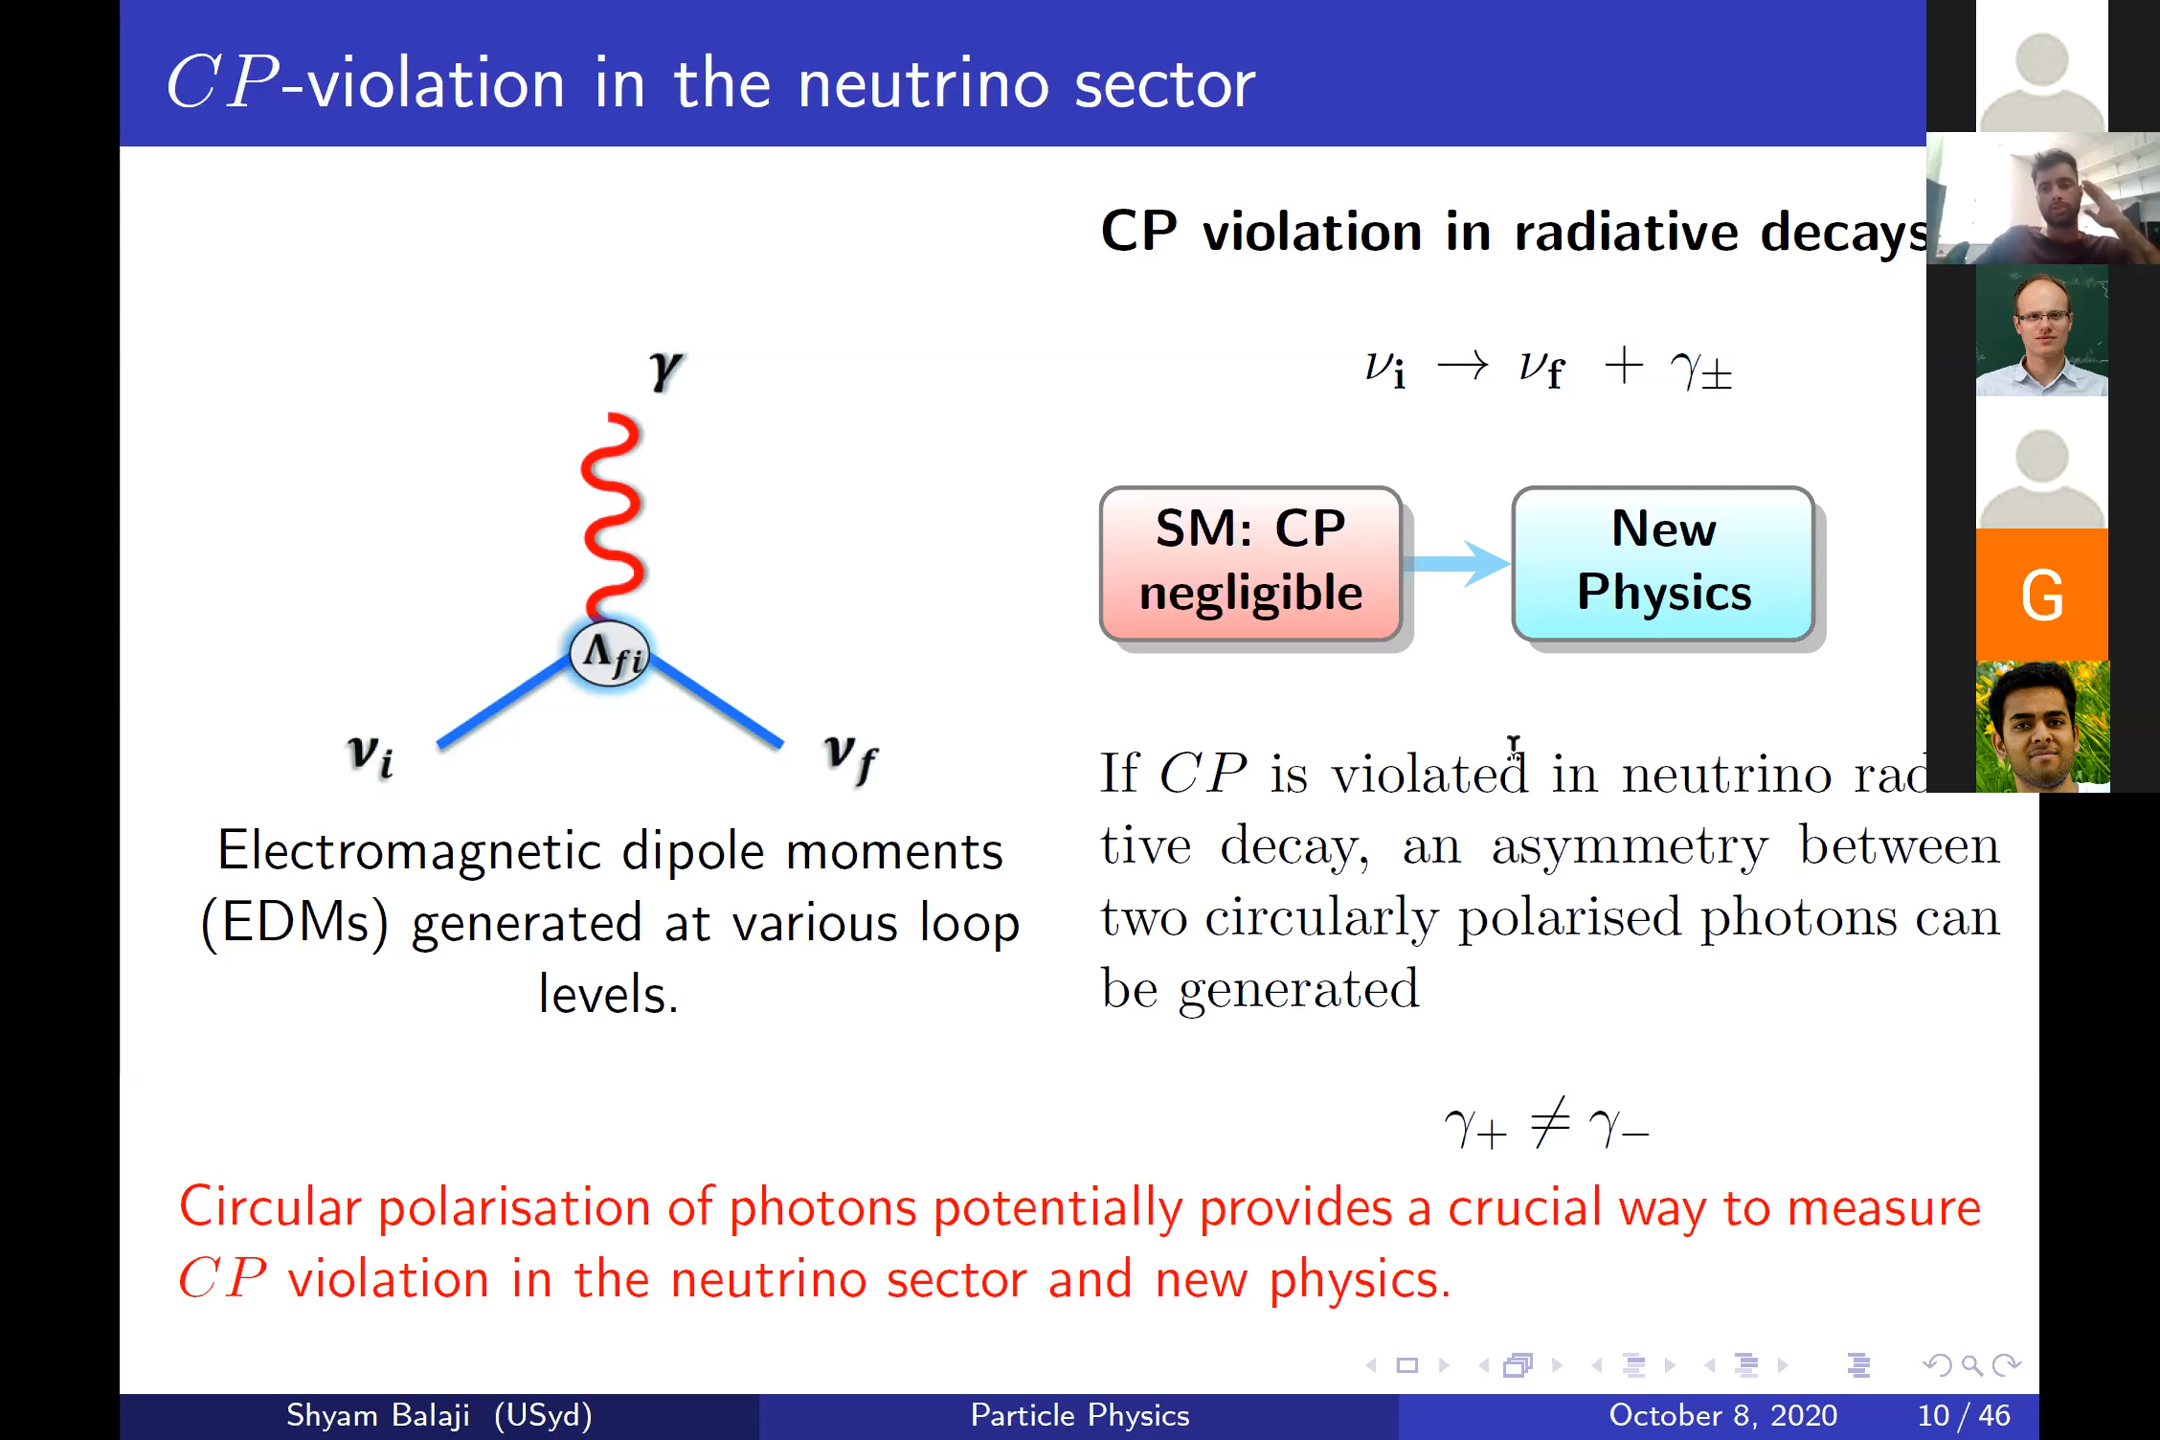 CP-violation in the neutrino sector
γ
Λfi
νi
νf
Electromagnetic dipole moments
(EDMs) generated at various loop
levels.
CP violation in radiative decays
νi → νf + γ±
SM: CP
negligible
New
Physics
If CP is violated in neutrino rad
tive decay, an asymmetry between
two circularly polarised photons can
be generated
γ+ ≠ γ−
Circular polarisation of photons potentially provides a crucial way to measure
CP violation in the neutrino sector and new physics.
G
Shyam Balaji (USyd)
Particle Physics
October 8, 2020
10 / 46